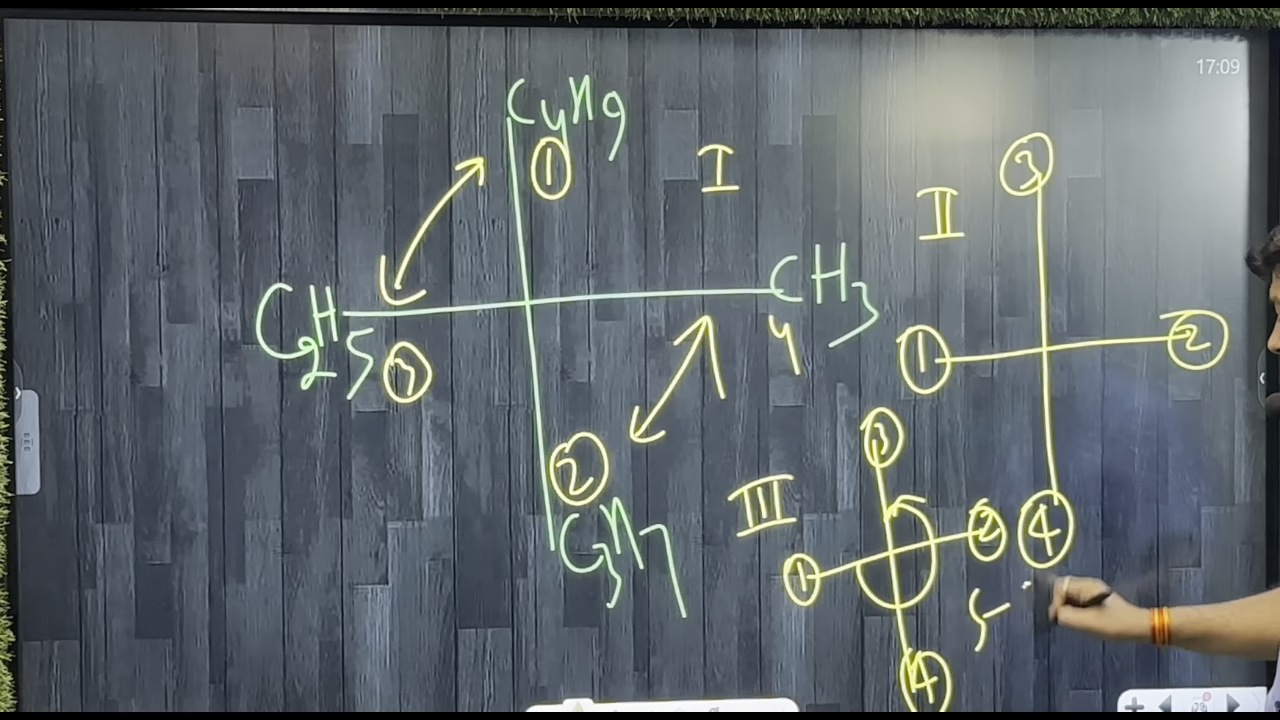 17:09
C4H9
①
I
③
II
C2H5
③
CH3
4
①
②
②
C3H7
III
③
①
②
④
S-
④